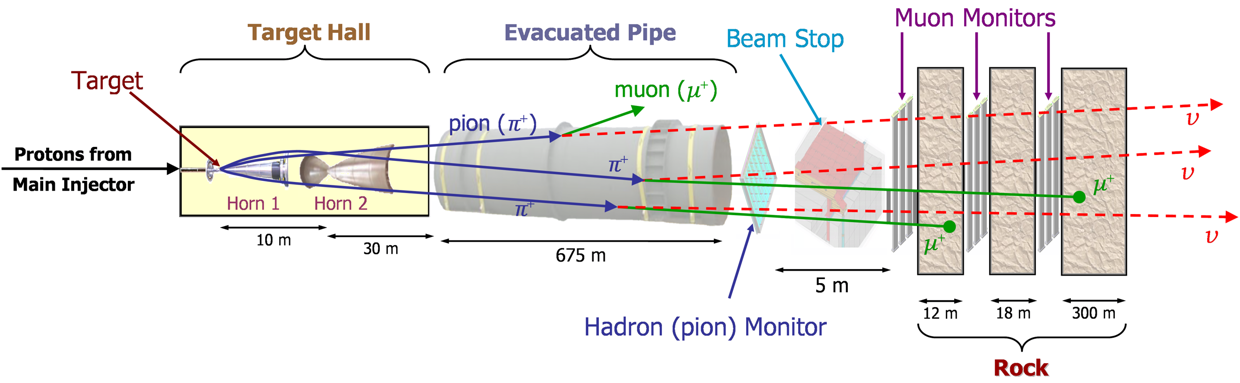 Target Hall
Evacuated Pipe
Muon Monitors
Beam Stop
Target
muon (μ⁺)
pion (π⁺)
ν
Protons from
Main Injector
π⁺
ν
Horn 1
Horn 2
π⁺
μ⁺
μ⁺
ν
10 m
30 m
675 m
5 m
Hadron (pion) Monitor
12 m
18 m
300 m
Rock